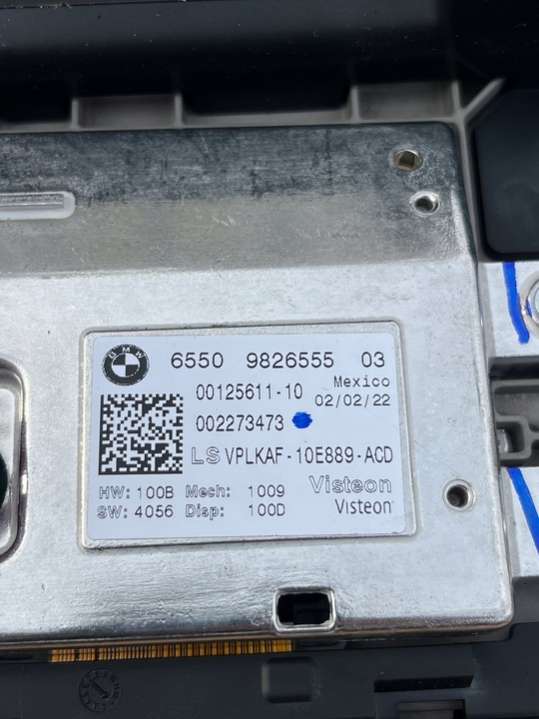 BMW
6550 9826555 03
00125611-10 Mexico
002273473 02/02/22
LS VPLKAF-10E889-ACD
HW: 100B Mech: 1009 Visteon
SW: 4056 Disp: 100D Visteon